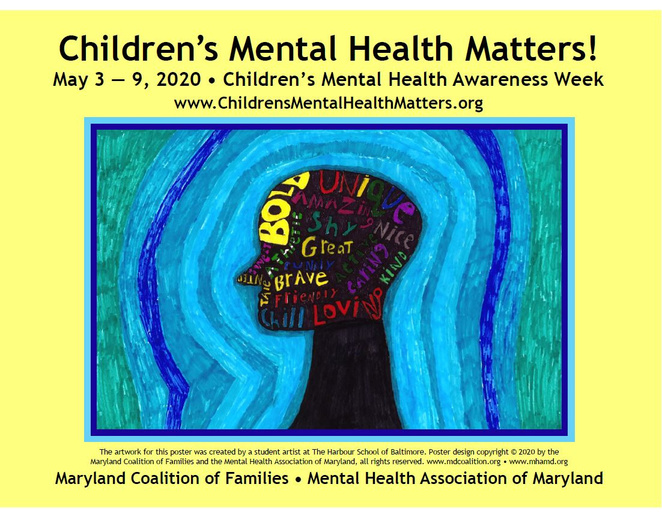 Children's Mental Health Matters!
May 3 — 9, 2020 • Children's Mental Health Awareness Week
www.ChildrensMentalHealthMatters.org
BOLD
UNiQUe
AMAZING
Shy
NiCe
Great
ATHLETIC
FUNNY
CARING
KIND
BRAVE
FRieNDly
Chill
LOViNG
The artwork for this poster was created by a student artist at The Harbour School of Baltimore. Poster design copyright © 2020 by the
Maryland Coalition of Families and the Mental Health Association of Maryland, all rights reserved. www.mdcoalition.org • www.mhamd.org
Maryland Coalition of Families • Mental Health Association of Maryland